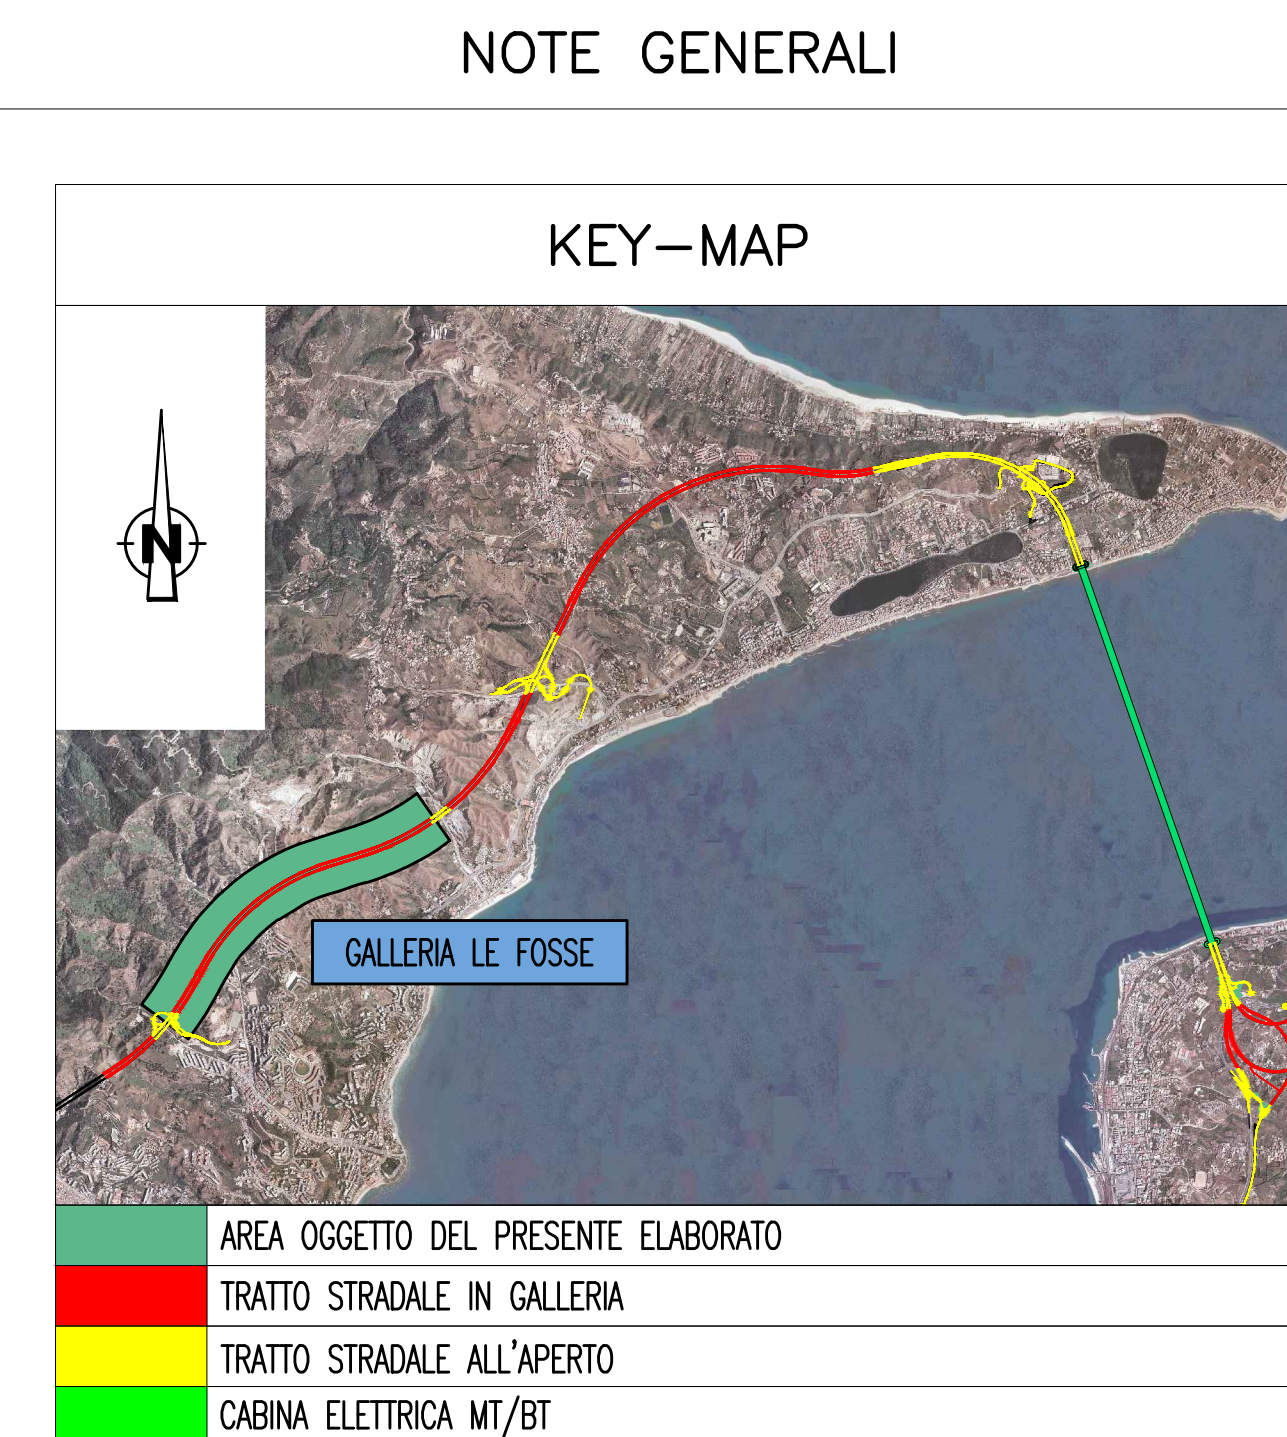 NOTE GENERALI
KEY-MAP
N
GALLERIA LE FOSSE
AREA OGGETTO DEL PRESENTE ELABORATO
TRATTO STRADALE IN GALLERIA
TRATTO STRADALE ALL'APERTO
CABINA ELETTRICA MT/BT